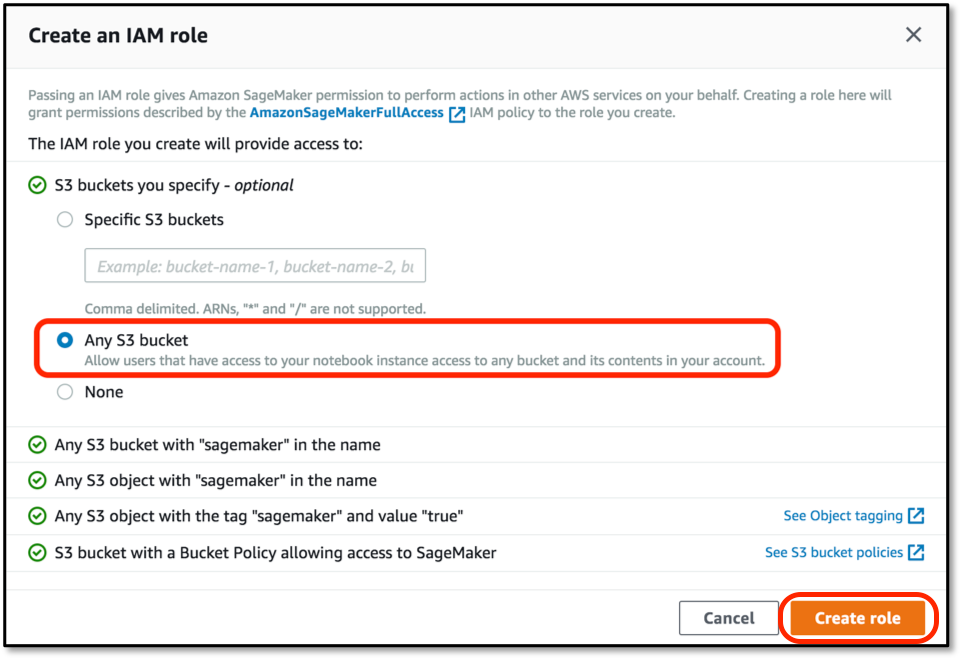 Create an IAM role
Passing an IAM role gives Amazon SageMaker permission to perform actions in other AWS services on your behalf. Creating a role here will
grant permissions described by the AmazonSageMakerFullAccess IAM policy to the role you create.
The IAM role you create will provide access to:
S3 buckets you specify - optional
Specific S3 buckets
Example: bucket-name-1, bucket-name-2, bu
Comma delimited. ARNs, "*" and "/" are not supported.
Any S3 bucket
Allow users that have access to your notebook instance access to any bucket and its contents in your account.
None
Any S3 bucket with "sagemaker" in the name
Any S3 object with "sagemaker" in the name
Any S3 object with the tag "sagemaker" and value "true" See Object tagging
S3 bucket with a Bucket Policy allowing access to SageMaker See S3 bucket policies
Cancel Create role